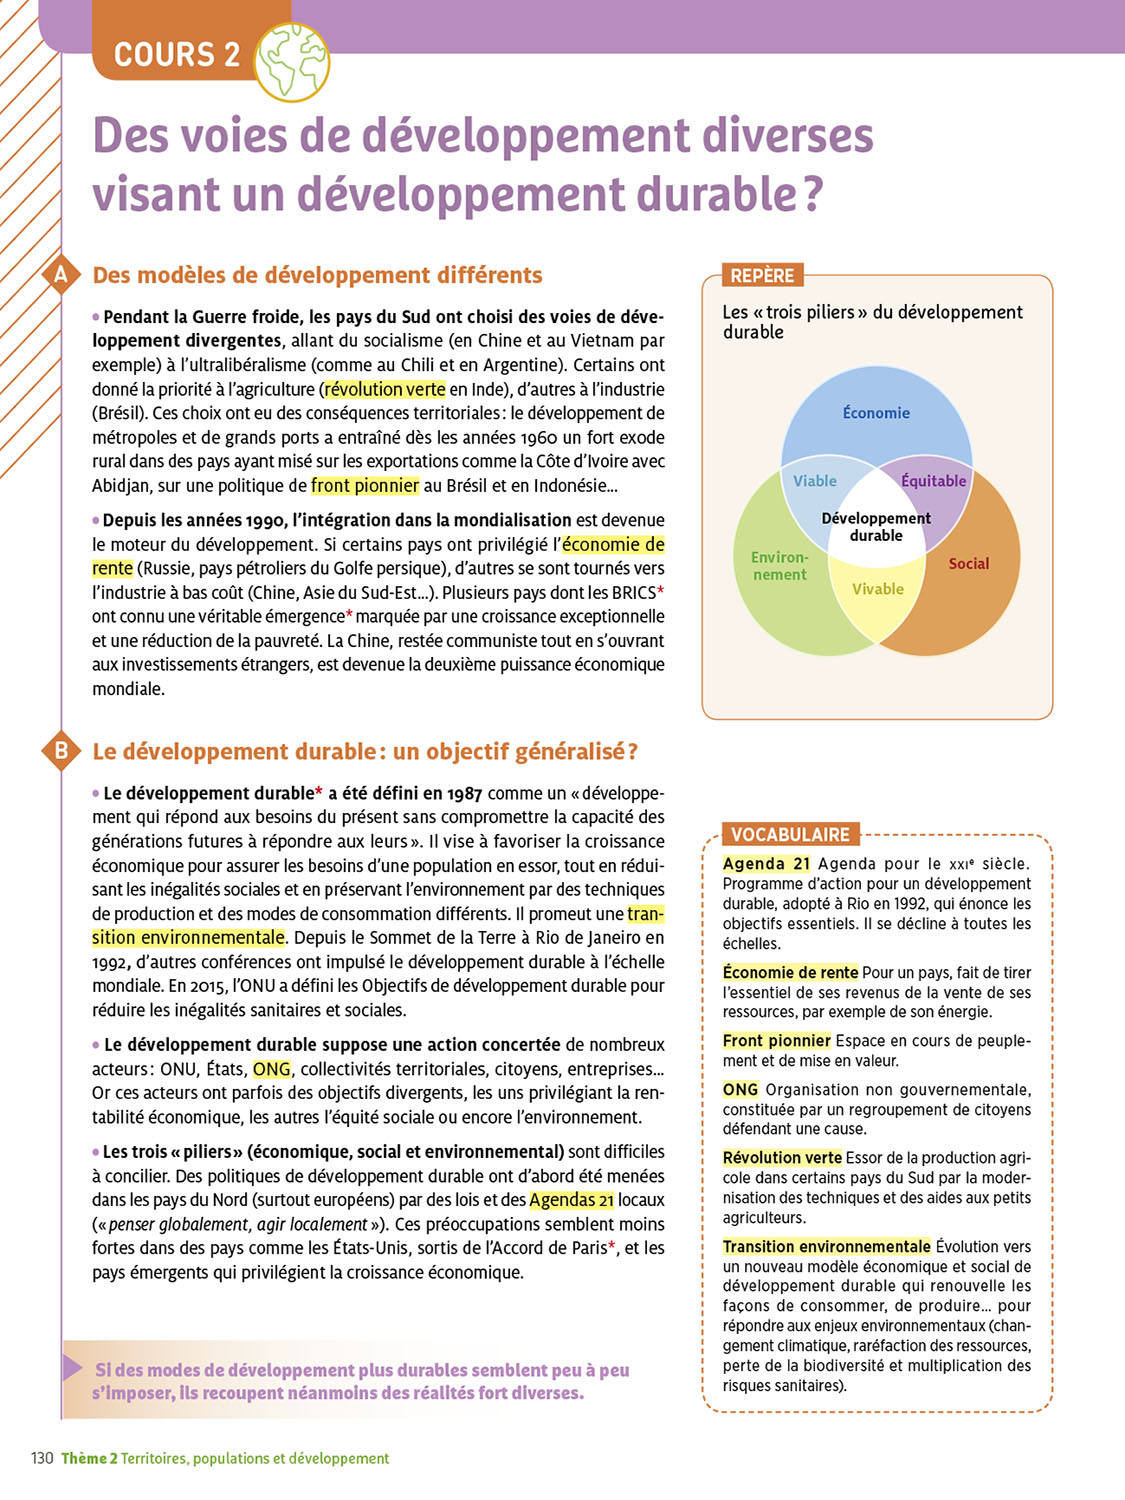 COURS 2
Des voies de développement diverses
visant un développement durable ?
A Des modèles de développement différents
• Pendant la Guerre froide, les pays du Sud ont choisi des voies de déve-
loppement divergentes, allant du socialisme (en Chine et au Vietnam par
exemple) à l'ultralibéralisme (comme au Chili et en Argentine). Certains ont
donné la priorité à l'agriculture (révolution verte en Inde), d'autres à l'industrie
(Brésil). Ces choix ont eu des conséquences territoriales : le développement de
métropoles et de grands ports a entraîné dès les années 1960 un fort exode
rural dans des pays ayant misé sur les exportations comme la Côte d'Ivoire avec
Abidjan, sur une politique de front pionnier au Brésil et en Indonésie...
• Depuis les années 1990, l'intégration dans la mondialisation est devenue
le moteur du développement. Si certains pays ont privilégié l'économie de
rente (Russie, pays pétroliers du Golfe persique), d'autres se sont tournés vers
l'industrie à bas coût (Chine, Asie du Sud-Est...). Plusieurs pays dont les BRICS*
ont connu une véritable émergence* marquée par une croissance exceptionnelle
et une réduction de la pauvreté. La Chine, restée communiste tout en s'ouvrant
aux investissements étrangers, est devenue la deuxième puissance économique
mondiale.
B Le développement durable : un objectif généralisé ?
• Le développement durable* a été défini en 1987 comme un « développe-
ment qui répond aux besoins du présent sans compromettre la capacité des
générations futures à répondre aux leurs ». Il vise à favoriser la croissance
économique pour assurer les besoins d'une population en essor, tout en rédui-
sant les inégalités sociales et en préservant l'environnement par des techniques
de production et des modes de consommation différents. Il promeut une tran-
sition environnementale. Depuis le Sommet de la Terre à Rio de Janeiro en
1992, d'autres conférences ont impulsé le développement durable à l'échelle
mondiale. En 2015, l'ONU a défini les Objectifs de développement durable pour
réduire les inégalités sanitaires et sociales.
• Le développement durable suppose une action concertée de nombreux
acteurs : ONU, États, ONG, collectivités territoriales, citoyens, entreprises...
Or ces acteurs ont parfois des objectifs divergents, les uns privilégiant la ren-
tabilité économique, les autres l'équité sociale ou encore l'environnement.
• Les trois « piliers » (économique, social et environnemental) sont difficiles
à concilier. Des politiques de développement durable ont d'abord été menées
dans les pays du Nord (surtout européens) par des lois et des Agendas 21 locaux
(« penser globalement, agir localement »). Ces préoccupations semblent moins
fortes dans des pays comme les États-Unis, sortis de l'Accord de Paris*, et les
pays émergents qui privilégient la croissance économique.
Si des modes de développement plus durables semblent peu à peu
s'imposer, ils recoupent néanmoins des réalités fort diverses.
REPÈRE
Les « trois piliers » du développement
durable
Économie
Viable
Équitable
Développement
durable
Environ-
nement
Social
Vivable
VOCABULAIRE
Agenda 21 Agenda pour le XXIe siècle.
Programme d'action pour un développement
durable, adopté à Rio en 1992, qui énonce les
objectifs essentiels. Il se décline à toutes les
échelles.
Économie de rente Pour un pays, fait de tirer
l'essentiel de ses revenus de la vente de ses
ressources, par exemple de son énergie.
Front pionnier Espace en cours de peuple-
ment et de mise en valeur.
ONG Organisation non gouvernementale,
constituée par un regroupement de citoyens
défendant une cause.
Révolution verte Essor de la production agri-
cole dans certains pays du Sud par la moder-
nisation des techniques et des aides aux petits
agriculteurs.
Transition environnementale Évolution vers
un nouveau modèle économique et social de
développement durable qui renouvelle les
façons de consommer, de produire... pour
répondre aux enjeux environnementaux (chan-
gement climatique, raréfaction des ressources,
perte de la biodiversité et multiplication des
risques sanitaires).
130 Thème 2 Territoires, populations et développement